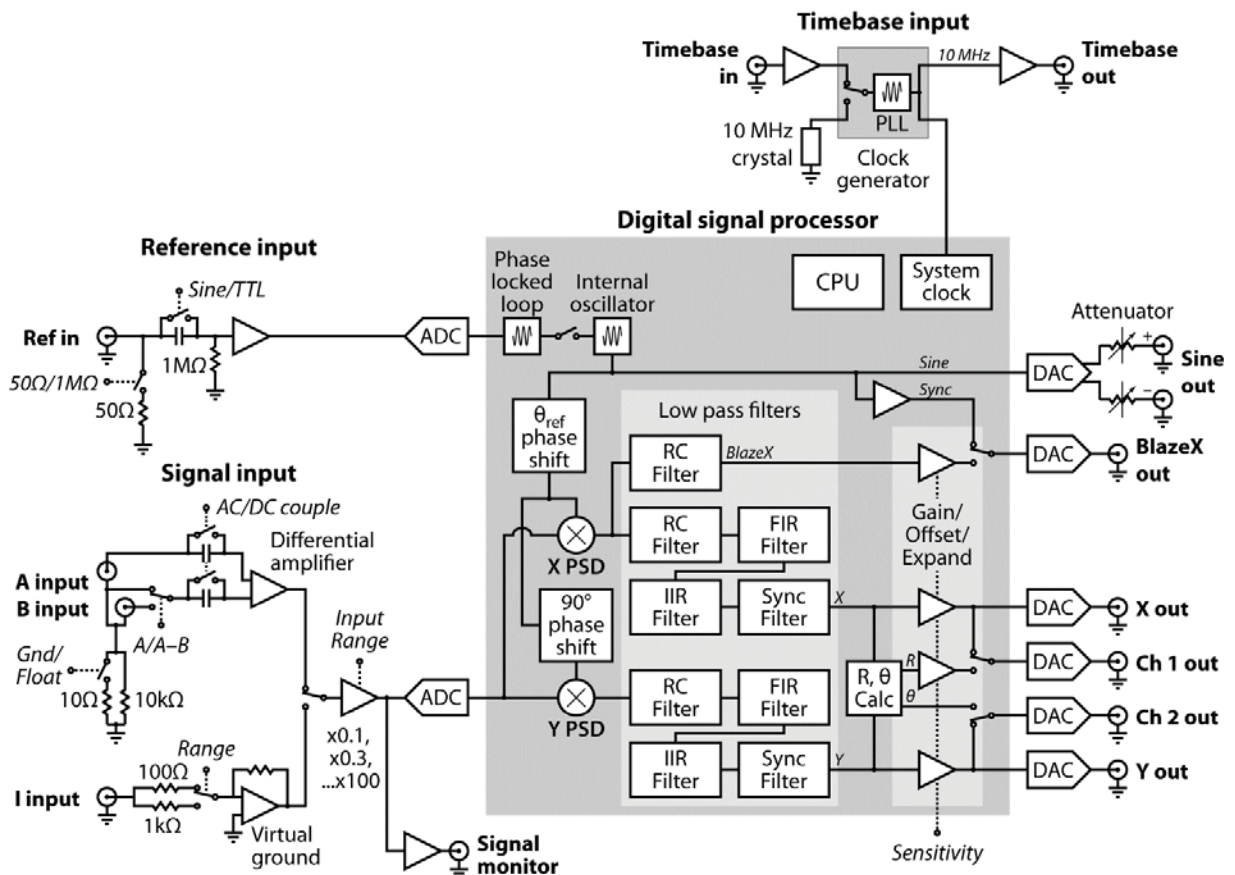 Timebase input
Timebase
in
10 MHz
Timebase
out
PLL
10 MHz
crystal
Clock
generator
Digital signal processor
Reference input
Sine/TTL
Ref in
1MΩ
50Ω/1MΩ
50Ω
ADC
Phase
locked
loop
Internal
oscillator
CPU
System
clock
Attenuator
Sine
DAC
+
−
Sine
out
Sync
θref
phase
shift
Low pass filters
RC
Filter
BlazeX
DAC
BlazeX
out
Gain/
Offset/
Expand
Signal input
AC/DC couple
Differential
amplifier
A input
B input
A/A–B
Gnd/
Float
10Ω
10kΩ
Input
Range
x0.1,
x0.3,
...x100
ADC
X PSD
RC
Filter
FIR
Filter
IIR
Filter
Sync
Filter
X
90°
phase
shift
Y PSD
RC
Filter
FIR
Filter
IIR
Filter
Sync
Filter
Y
R, θ
Calc
R
θ
DAC
X out
DAC
Ch 1 out
DAC
Ch 2 out
DAC
Y out
Range
100Ω
I input
1kΩ
Virtual
ground
Signal
monitor
Sensitivity